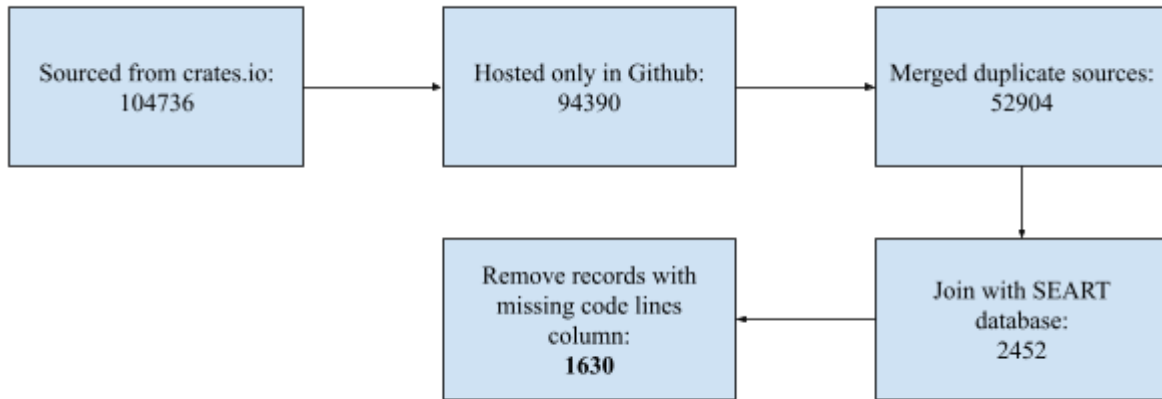 Sourced from crates.io:
104736
Hosted only in Github:
94390
Merged duplicate sources:
52904
Join with SEART
database:
2452
Remove records with
missing code lines
column:
1630